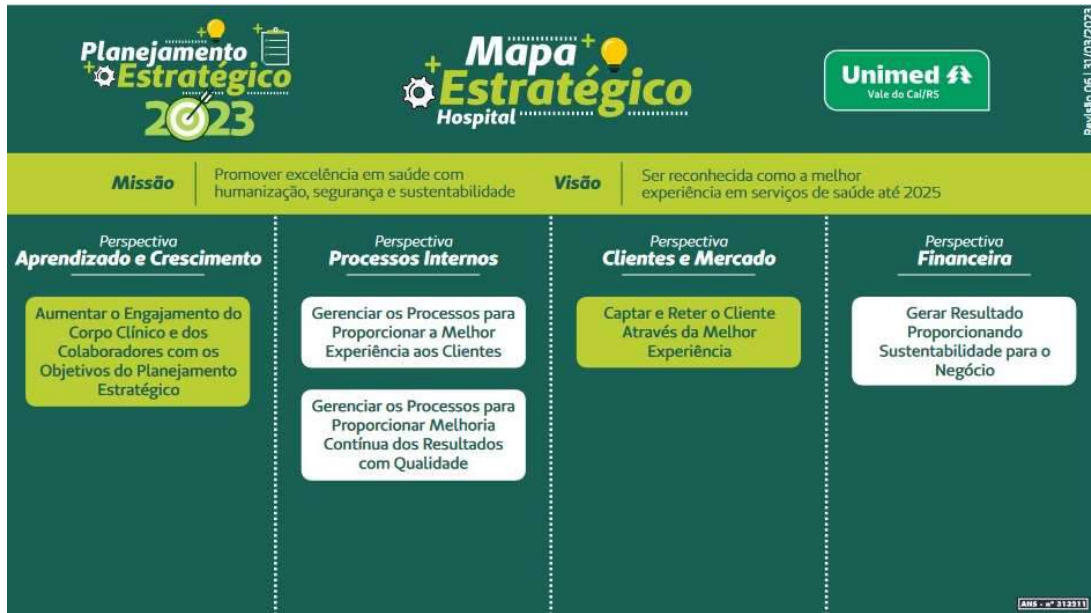 Planejamento
Estratégico
2023
Mapa
Estratégico
Hospital
Unimed
Vale do Caí/RS
Revisão 06 31/03/2023
Missão
Promover excelência em saúde com
humanização, segurança e sustentabilidade
Visão
Ser reconhecida como a melhor
experiência em serviços de saúde até 2025
Perspectiva
Aprendizado e Crescimento
Aumentar o Engajamento do
Corpo Clínico e dos
Colaboradores com os
Objetivos do Planejamento
Estratégico
Perspectiva
Processos Internos
Gerenciar os Processos para
Proporcionar a Melhor
Experiência aos Clientes
Gerenciar os Processos para
Proporcionar Melhoria
Contínua dos Resultados
com Qualidade
Perspectiva
Clientes e Mercado
Captar e Reter o Cliente
Através da Melhor
Experiência
Perspectiva
Financeira
Gerar Resultado
Proporcionando
Sustentabilidade para o
Negócio
ANS - nº 313511